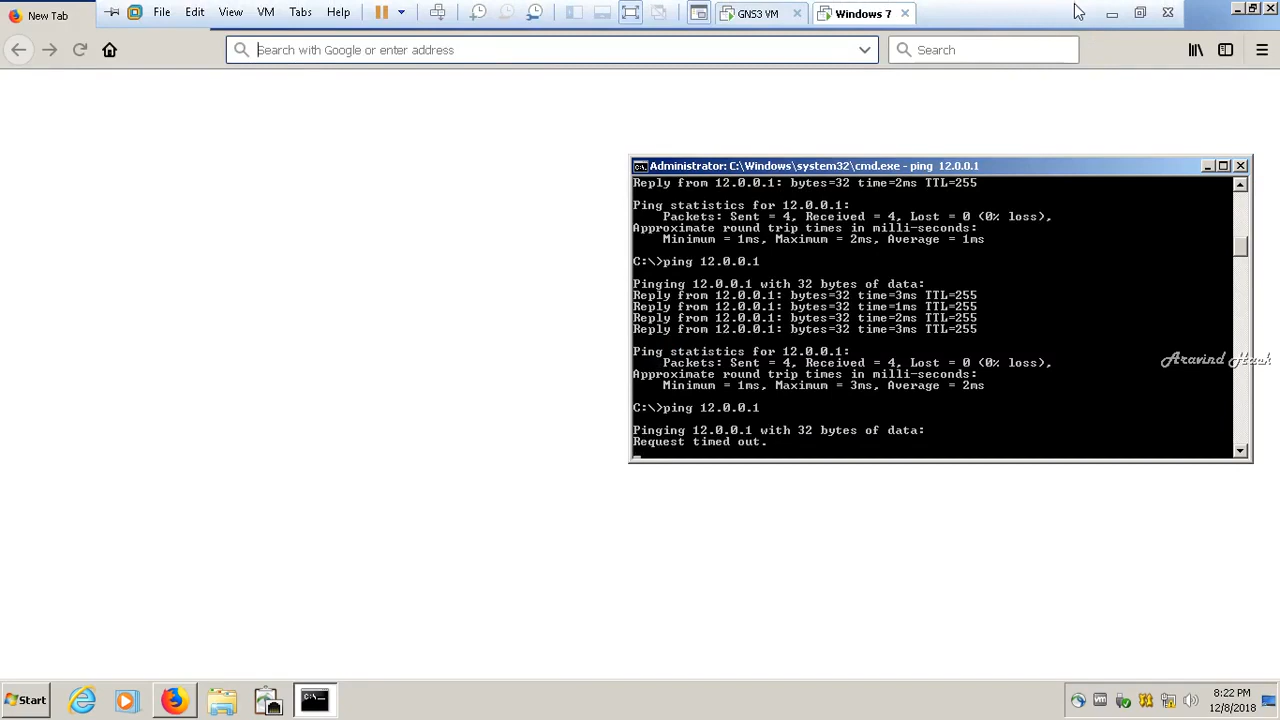 New Tab
File Edit View VM Tabs Help
GNS3 VM
Windows 7
Search with Google or enter address
Search
Administrator: C:\Windows\system32\cmd.exe - ping 12.0.0.1
Reply from 12.0.0.1: bytes=32 time=2ms TTL=255
Ping statistics for 12.0.0.1:
Packets: Sent = 4, Received = 4, Lost = 0 (0% loss),
Approximate round trip times in milli-seconds:
Minimum = 1ms, Maximum = 2ms, Average = 1ms
C:\>ping 12.0.0.1
Pinging 12.0.0.1 with 32 bytes of data:
Reply from 12.0.0.1: bytes=32 time=3ms TTL=255
Reply from 12.0.0.1: bytes=32 time=1ms TTL=255
Reply from 12.0.0.1: bytes=32 time=2ms TTL=255
Reply from 12.0.0.1: bytes=32 time=3ms TTL=255
Ping statistics for 12.0.0.1:
Packets: Sent = 4, Received = 4, Lost = 0 (0% loss),
Approximate round trip times in milli-seconds:
Minimum = 1ms, Maximum = 3ms, Average = 2ms
C:\>ping 12.0.0.1
Pinging 12.0.0.1 with 32 bytes of data:
Request timed out.
Aravind
Start
8:22 PM
12/8/2018